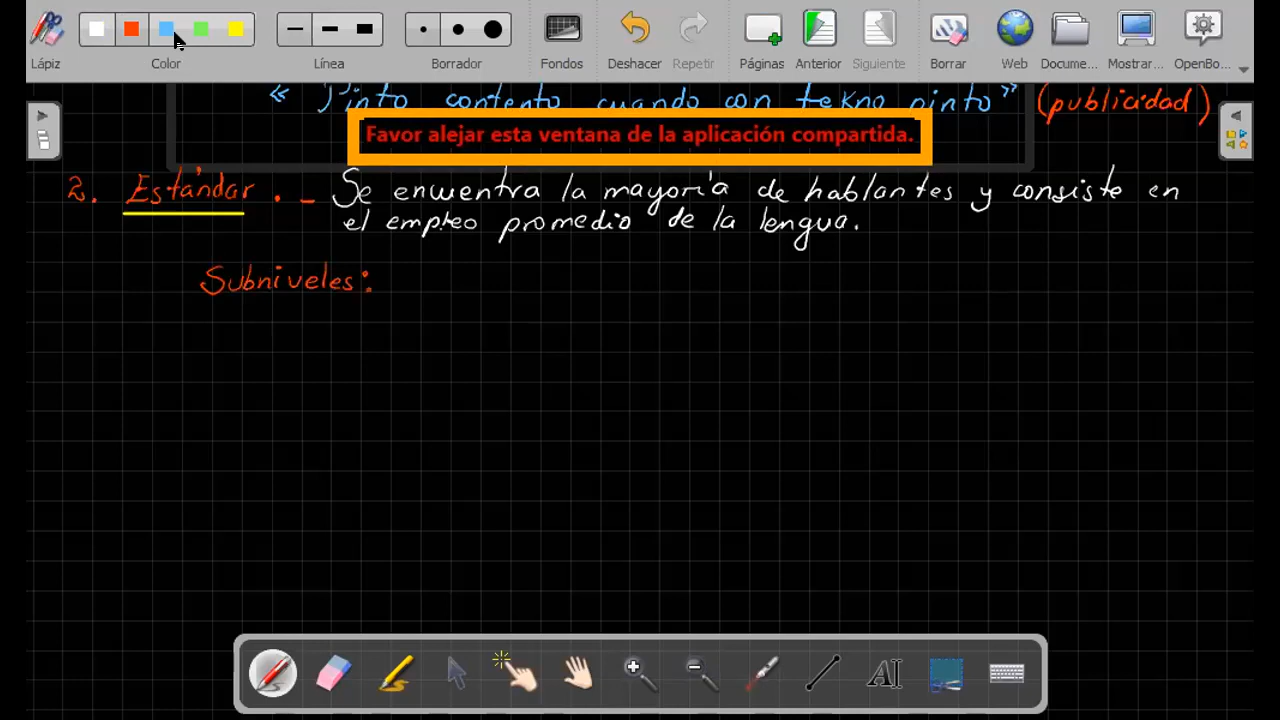 Lápiz Color Línea Borrador Fondos Deshacer Repetir Páginas Anterior Siguiente Borrar Web Docume... Mostrar... OpenBo...
« Pinto contento cuando con tekno pinto" (publicidad)
Favor alejar esta ventana de la aplicación compartida.
2. Estándar . - Se encuentra la mayoría de hablantes y consiste en
el empleo promedio de la lengua.
Subniveles: